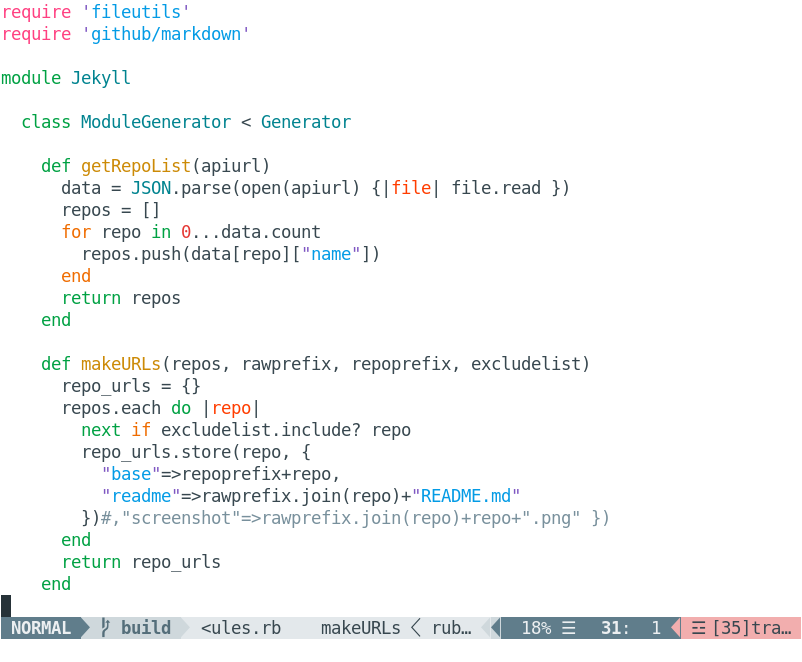 require 'fileutils'
require 'github/markdown'

module Jekyll

  class ModuleGenerator < Generator

    def getRepoList(apiurl)
      data = JSON.parse(open(apiurl) {|file| file.read })
      repos = []
      for repo in 0...data.count
        repos.push(data[repo]["name"])
      end
      return repos
    end

    def makeURLs(repos, rawprefix, repoprefix, excludelist)
      repo_urls = {}
      repos.each do |repo|
        next if excludelist.include? repo
        repo_urls.store(repo, {
          "base"=>repoprefix+repo,
          "readme"=>rawprefix.join(repo)+"README.md"
        })#,"screenshot"=>rawprefix.join(repo)+repo+".png" })
      end
      return repo_urls
    end

NORMAL build <ules.rb makeURLs < rub… 18% ☰ 31: 1 ☲ [35]tra…